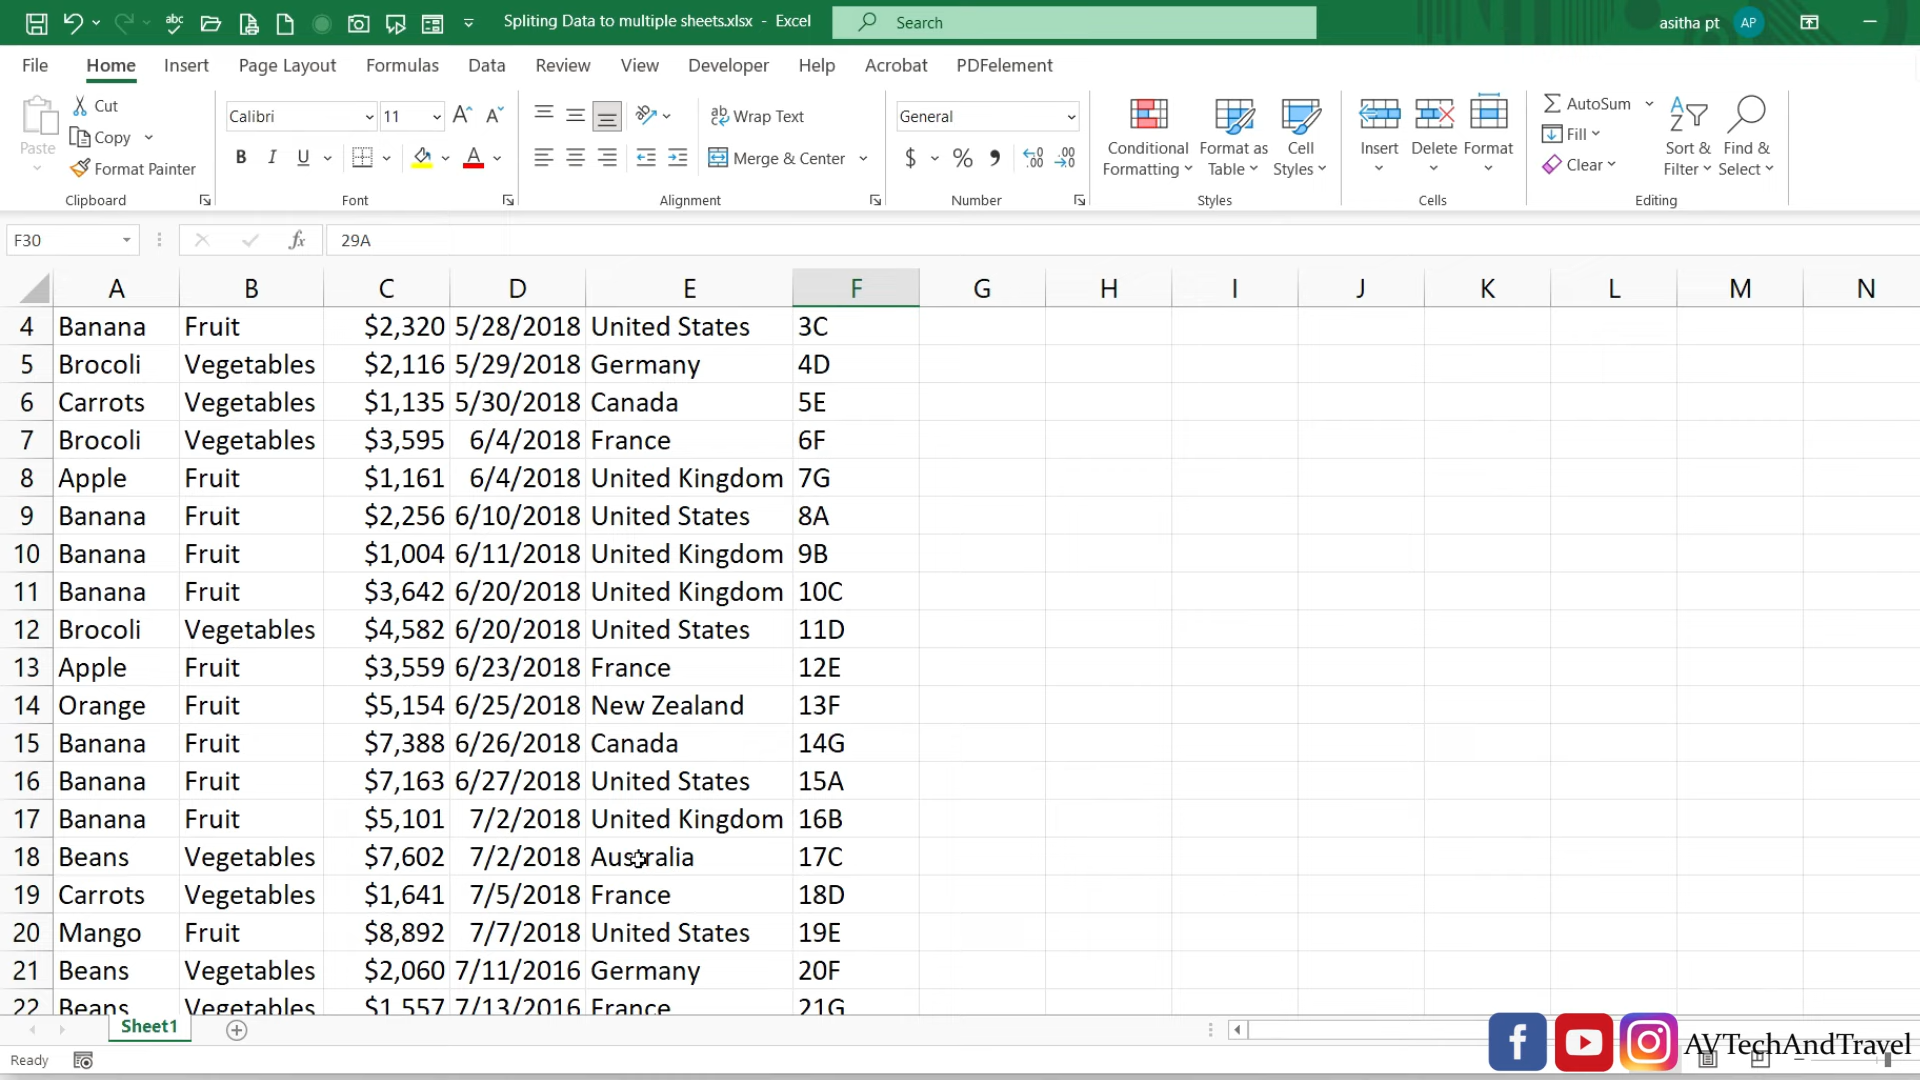 Spliting Data to multiple sheets.xlsx - Excel
Search
asitha pt
AP
File Home Insert Page Layout Formulas Data Review View Developer Help Acrobat PDFelement
Paste
Cut
Copy
Format Painter
Clipboard
Calibri 11
B I U
Font
Wrap Text
Merge & Center
Alignment
General
$ % ,
Number
Conditional Formatting
Format as Table
Cell Styles
Styles
Insert Delete Format
Cells
AutoSum
Fill
Clear
Sort & Filter
Find & Select
Editing
F30 fx 29A
A B C D E F G H I J K L M N
4 Banana Fruit $2,320 5/28/2018 United States 3C
5 Brocoli Vegetables $2,116 5/29/2018 Germany 4D
6 Carrots Vegetables $1,135 5/30/2018 Canada 5E
7 Brocoli Vegetables $3,595 6/4/2018 France 6F
8 Apple Fruit $1,161 6/4/2018 United Kingdom 7G
9 Banana Fruit $2,256 6/10/2018 United States 8A
10 Banana Fruit $1,004 6/11/2018 United Kingdom 9B
11 Banana Fruit $3,642 6/20/2018 United Kingdom 10C
12 Brocoli Vegetables $4,582 6/20/2018 United States 11D
13 Apple Fruit $3,559 6/23/2018 France 12E
14 Orange Fruit $5,154 6/25/2018 New Zealand 13F
15 Banana Fruit $7,388 6/26/2018 Canada 14G
16 Banana Fruit $7,163 6/27/2018 United States 15A
17 Banana Fruit $5,101 7/2/2018 United Kingdom 16B
18 Beans Vegetables $7,602 7/2/2018 Australia 17C
19 Carrots Vegetables $1,641 7/5/2018 France 18D
20 Mango Fruit $8,892 7/7/2018 United States 19E
21 Beans Vegetables $2,060 7/11/2016 Germany 20F
22 Beans Vegetables $1,557 7/13/2016 France 21G
Sheet1
Ready
AVTechAndTravel